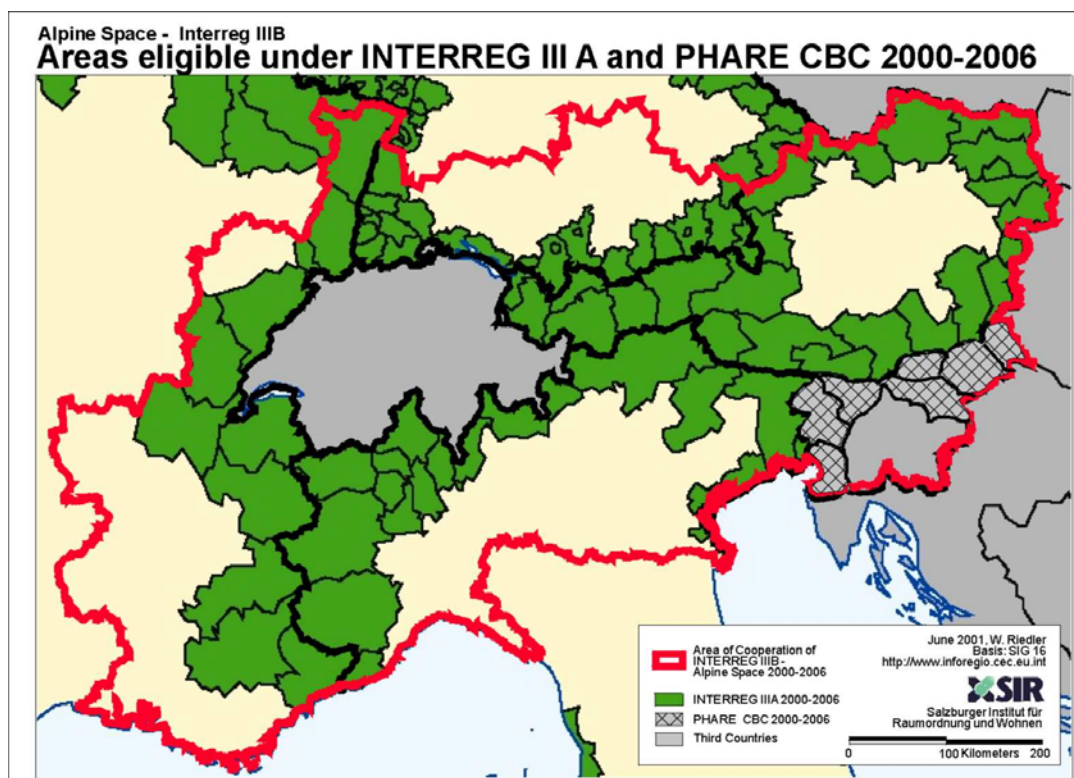 Alpine Space - Interreg IIIB
Areas eligible under INTERREG III A and PHARE CBC 2000-2006
Area of Cooperation of
INTERREG IIIB -
Alpine Space 2000-2006
INTERREG IIIA 2000-2006
PHARE CBC 2000-2006
Third Countries
June 2001, W. Riedler
Basis: SIG 16
http://www.inforegio.cec.eu.int
SIR
Salzburger Institut für
Raumordnung und Wohnen
0 100 Kilometers 200